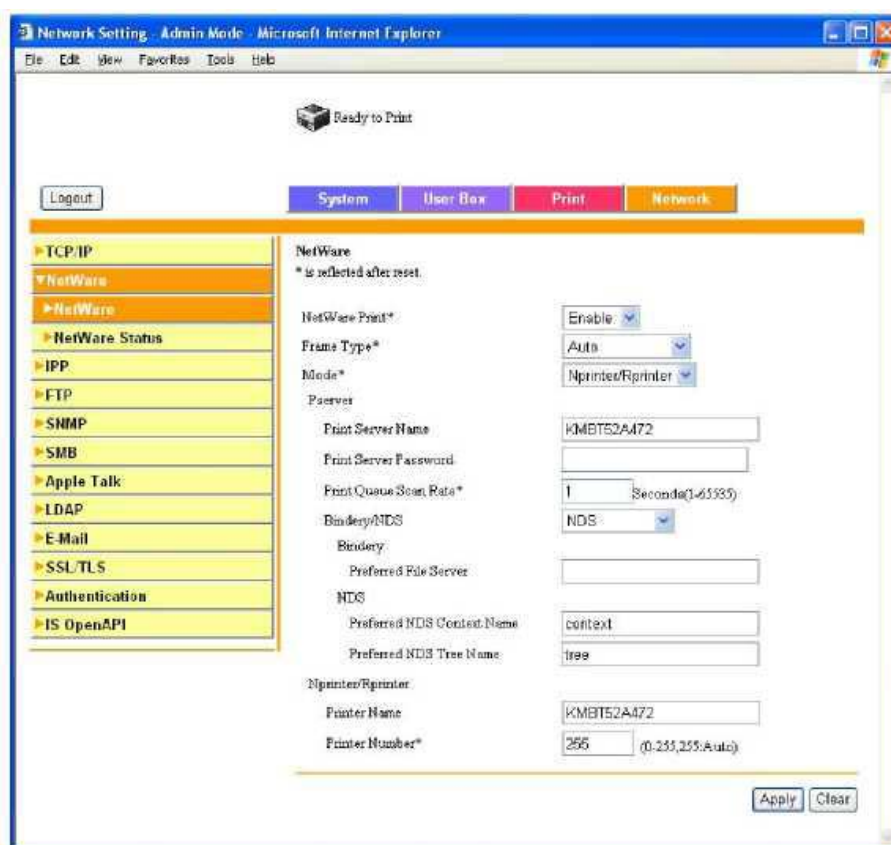 Network Setting - Admin Mode - Microsoft Internet Explorer
File Edit View Favorites Tools Help
Ready to Print
Logout
System User Box Print Network
TCP/IP
NetWare
NetWare
NetWare Status
IPP
FTP
SNMP
SMB
Apple Talk
LDAP
E-Mail
SSL/TLS
Authentication
IS OpenAPI
NetWare
* is reflected after reset.
NetWare Print* Enable
Frame Type* Auto
Mode* Nprinter/Rprinter
Pserver
Print Server Name KMBT52A472
Print Server Password
Print Queue Scan Rate* 1 Seconds(1-65535)
Bindery/NDS NDS
Bindery
Preferred File Server
NDS
Preferred NDS Context Name context
Preferred NDS Tree Name tree
Nprinter/Rprinter
Printer Name KMBT52A472
Printer Number* 255 (0-255,255:Auto)
Apply Clear